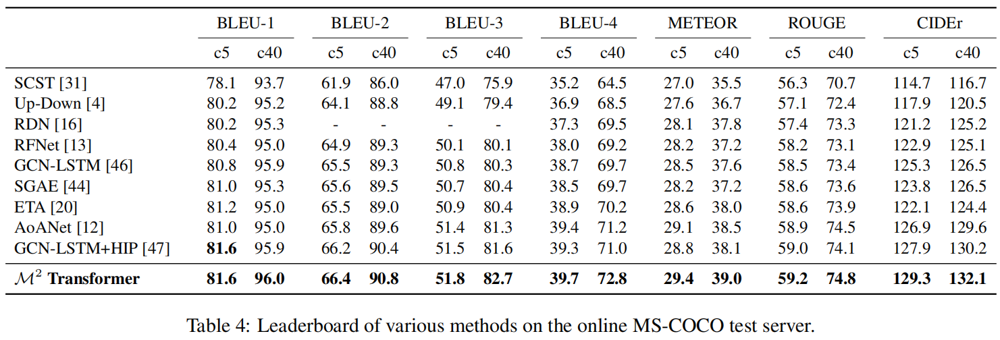 BLEU-1 BLEU-2 BLEU-3 BLEU-4 METEOR ROUGE CIDEr
c5 c40 c5 c40 c5 c40 c5 c40 c5 c40 c5 c40 c5 c40
SCST [31] 78.1 93.7 61.9 86.0 47.0 75.9 35.2 64.5 27.0 35.5 56.3 70.7 114.7 116.7
Up-Down [4] 80.2 95.2 64.1 88.8 49.1 79.4 36.9 68.5 27.6 36.7 57.1 72.4 117.9 120.5
RDN [16] 80.2 95.3 - - - - 37.3 69.5 28.1 37.8 57.4 73.3 121.2 125.2
RFNet [13] 80.4 95.0 64.9 89.3 50.1 80.1 38.0 69.2 28.2 37.2 58.2 73.1 122.9 125.1
GCN-LSTM [46] 80.8 95.9 65.5 89.3 50.8 80.3 38.7 69.7 28.5 37.6 58.5 73.4 125.3 126.5
SGAE [44] 81.0 95.3 65.6 89.5 50.7 80.4 38.5 69.7 28.2 37.2 58.6 73.6 123.8 126.5
ETA [20] 81.2 95.0 65.5 89.0 50.9 80.4 38.9 70.2 28.6 38.0 58.6 73.9 122.1 124.4
AoANet [12] 81.0 95.0 65.8 89.6 51.4 81.3 39.4 71.2 29.1 38.5 58.9 74.5 126.9 129.6
GCN-LSTM+HIP [47] 81.6 95.9 66.2 90.4 51.5 81.6 39.3 71.0 28.8 38.1 59.0 74.1 127.9 130.2
ℳ² Transformer 81.6 96.0 66.4 90.8 51.8 82.7 39.7 72.8 29.4 39.0 59.2 74.8 129.3 132.1
Table 4: Leaderboard of various methods on the online MS-COCO test server.